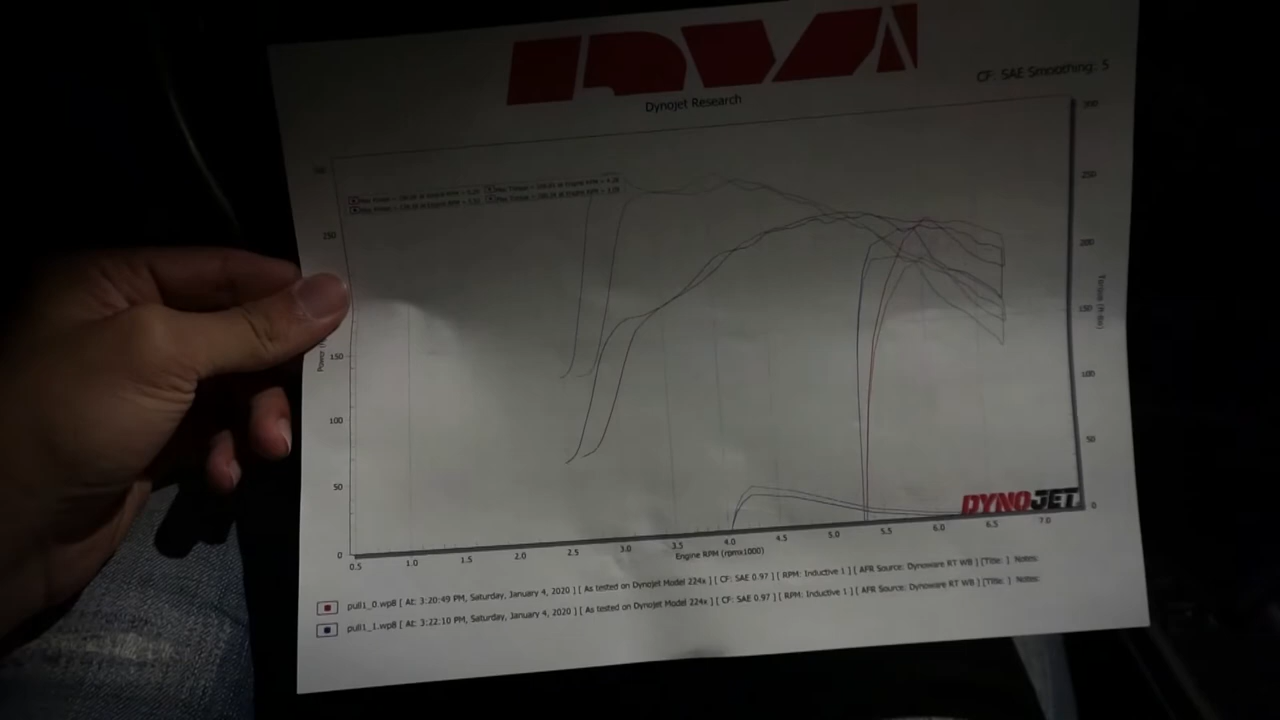 Dynojet Research
CF: SAE Smoothing: 5
300
250
250
200
Torque (ft-lbs)
150
Power
150
100
100
50
50
0
0
DYNOJET
0.5 1.0 1.5 2.0 2.5 3.0 3.5 4.0 4.5 5.0 5.5 6.0 6.5 7.0
Engine RPM (rpmx1000)
pull1_0.wp8 [ At: 3:20:49 PM, Saturday, January 4, 2020 ] [ As tested on Dynojet Model 224x ] [ CF: SAE 0.97 ] [ RPM: Inductive 1 ] [ AFR Source: Dynoware RT WB ] [Title: ] Notes:
pull1_1.wp8 [ At: 3:22:10 PM, Saturday, January 4, 2020 ] [ As tested on Dynojet Model 224x ] [ CF: SAE 0.97 ] [ RPM: Inductive 1 ] [ AFR Source: Dynoware RT WB ] [Title: ] Notes: